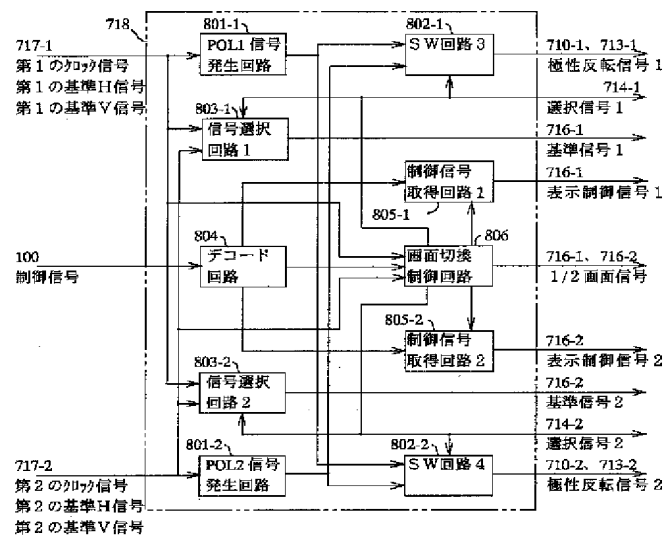 718
717-1
第1のクロック信号
第1の基準H信号
第1の基準V信号
801-1
POL1信号
発生回路
802-1
SW回路3
710-1、713-1
極性反転信号1
714-1
選択信号1
803-1
信号選択
回路1
716-1
基準信号1
制御信号
取得回路1
805-1
716-1
表示制御信号1
100
制御信号
804
デコード
回路
806
画面切換
制御回路
716-1、716-2
1/2画面信号
805-2
制御信号
取得回路2
716-2
表示制御信号2
803-2
信号選択
回路2
716-2
基準信号2
714-2
選択信号2
717-2
第2のクロック信号
第2の基準H信号
第2の基準V信号
801-2
POL2信号
発生回路
802-2
SW回路4
710-2、713-2
極性反転信号2